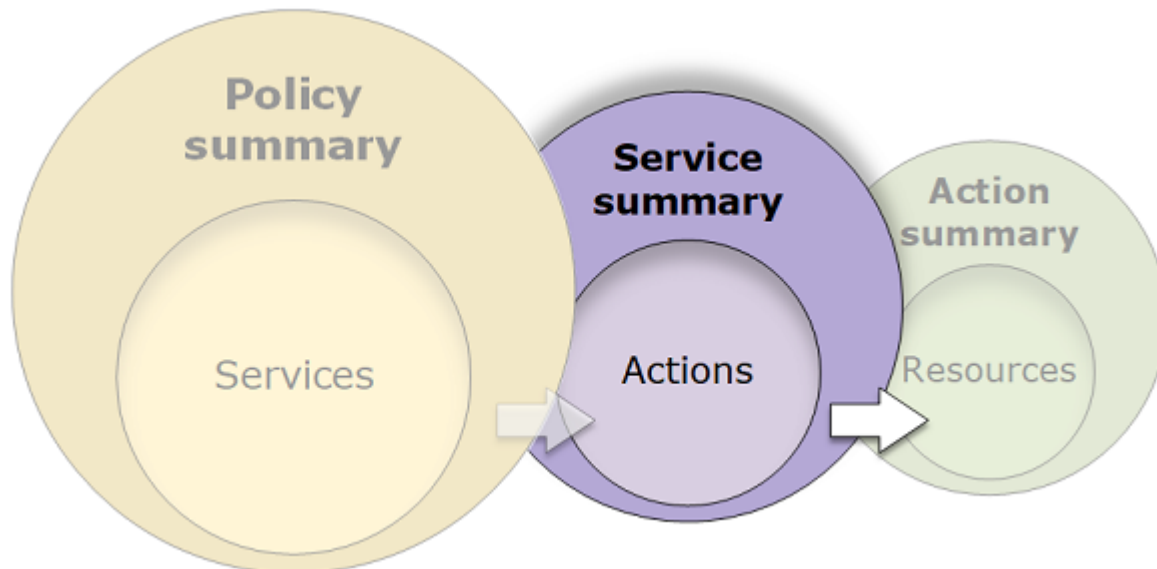 Policy
summary
Services
Service
summary
Actions
Action
summary
Resources